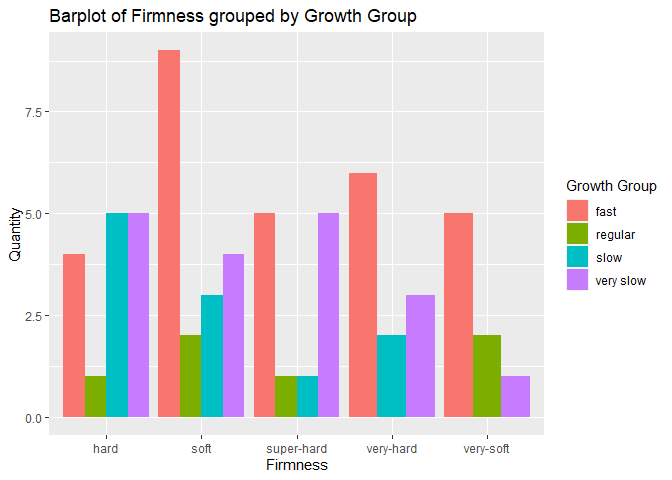 Barplot of Firmness grouped by Growth Group
Quantity
7.5
5.0
2.5
0.0
hard soft super-hard very-hard very-soft
Firmness
Growth Group
fast
regular
slow
very slow